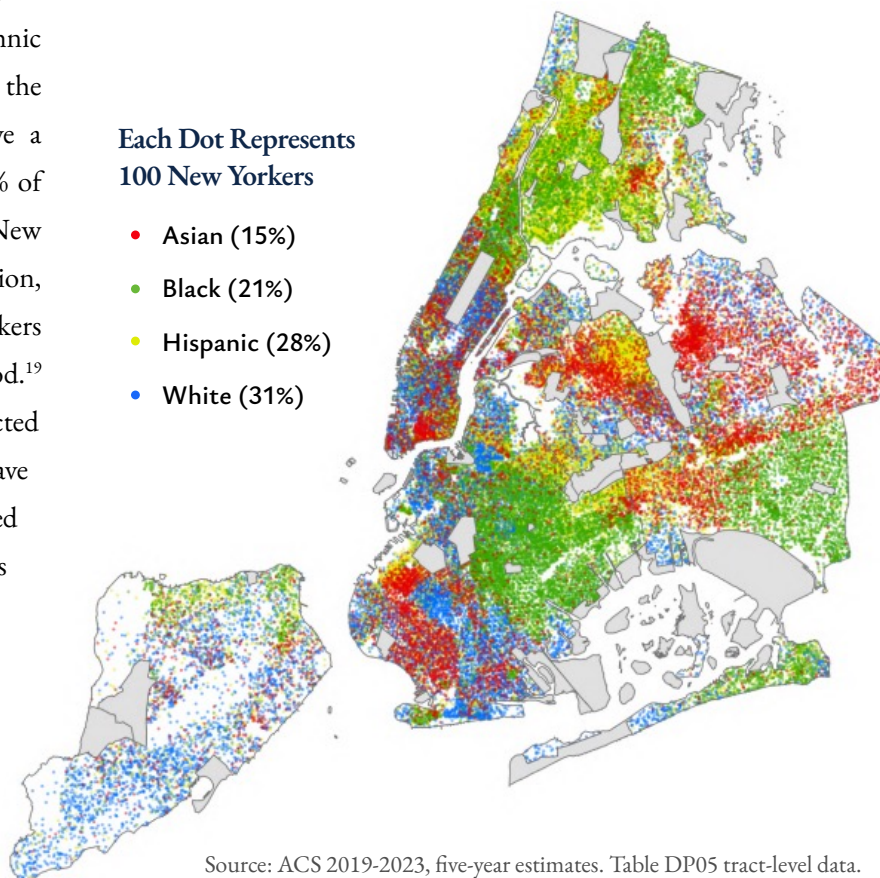 hnic
the
ve a
% of
New
ion,
kers
od.19
cted
ave
ed
s
Each Dot Represents
100 New Yorkers
Asian (15%)
Black (21%)
Hispanic (28%)
White (31%)
Source: ACS 2019-2023, five-year estimates. Table DP05 tract-level data.